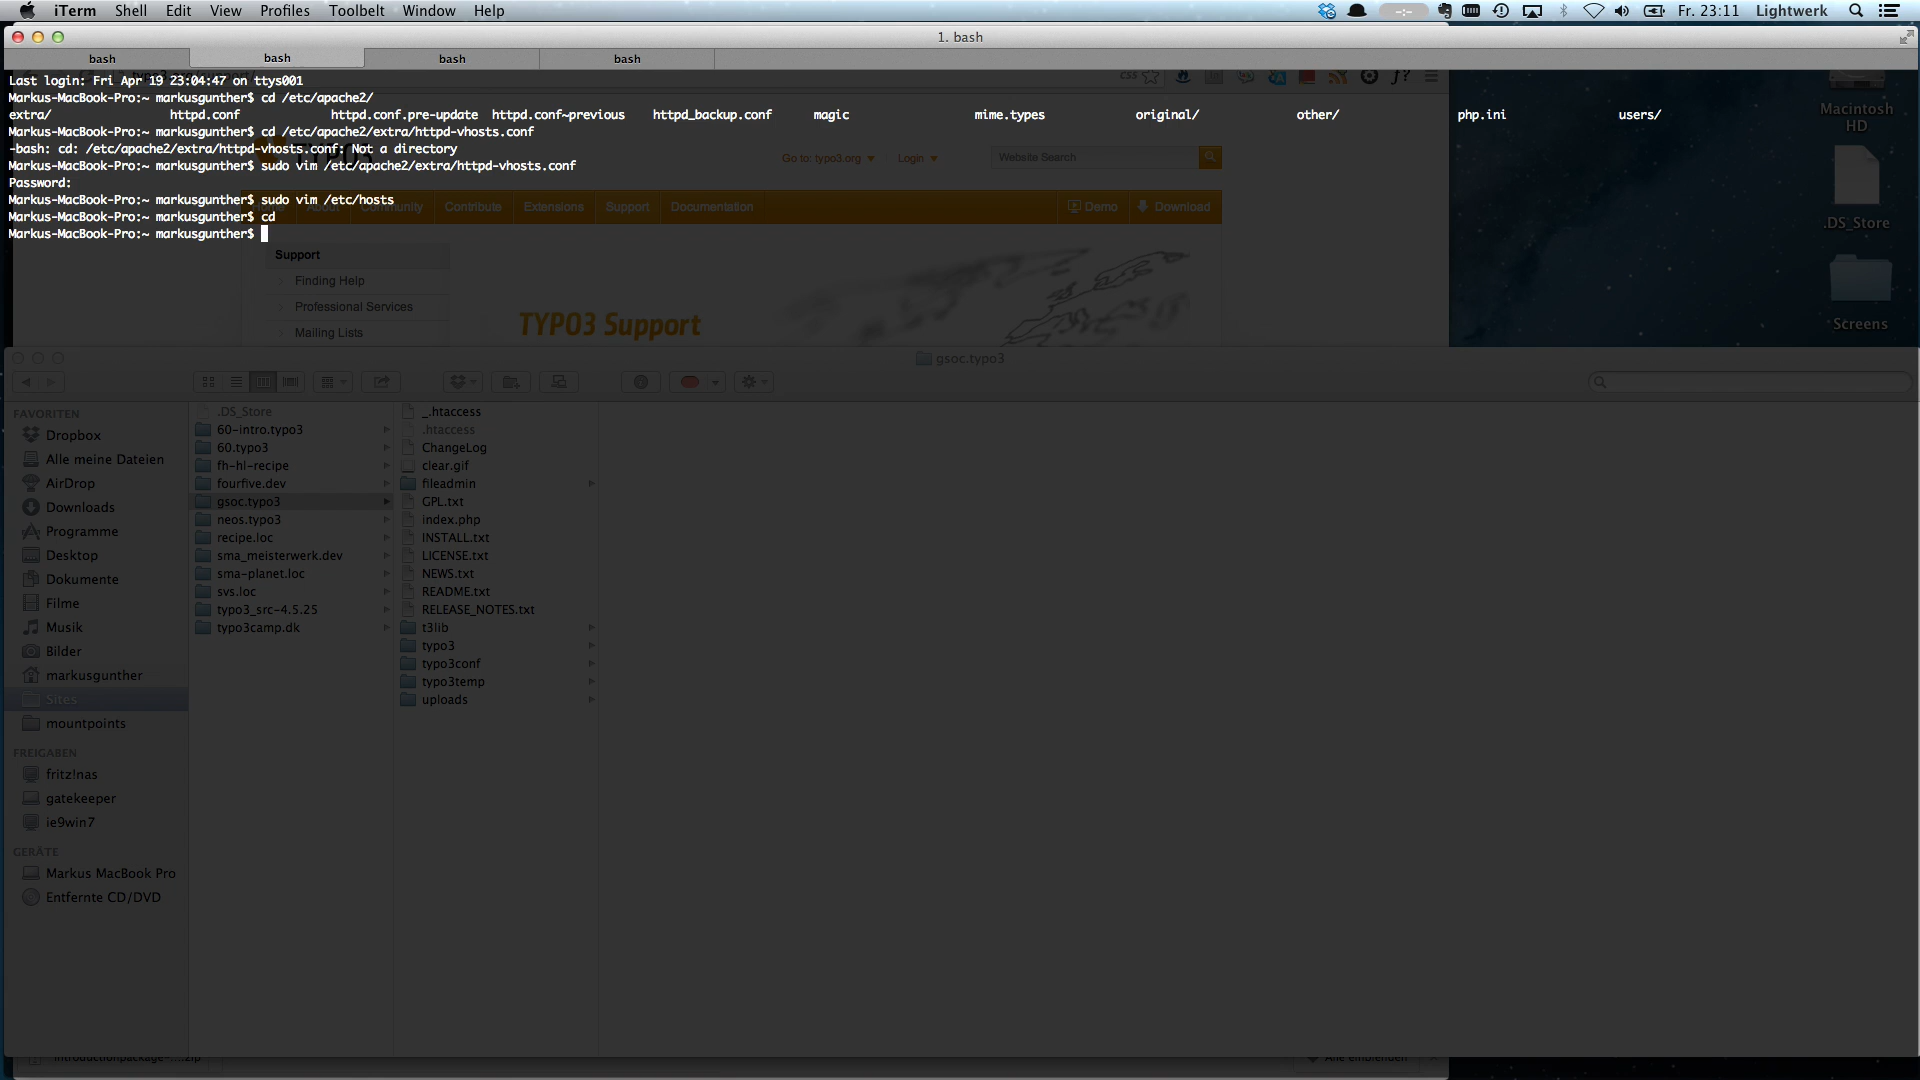 iTerm Shell Edit View Profiles Toolbelt Window Help Fr. 23:11 Lightwerk
1. bash
bash bash bash bash
Last login: Fri Apr 19 23:04:47 on ttys001
Markus-MacBook-Pro:~ markusgunther$ cd /etc/apache2/
extra/ httpd.conf httpd.conf.pre-update httpd.conf~previous httpd_backup.conf magic mime.types original/ other/ php.ini users/
Markus-MacBook-Pro:~ markusgunther$ cd /etc/apache2/extra/httpd-vhosts.conf
-bash: cd: /etc/apache2/extra/httpd-vhosts.conf: Not a directory
Markus-MacBook-Pro:~ markusgunther$ sudo vim /etc/apache2/extra/httpd-vhosts.conf
Password:
Markus-MacBook-Pro:~ markusgunther$ sudo vim /etc/hosts
Markus-MacBook-Pro:~ markusgunther$ cd
Markus-MacBook-Pro:~ markusgunther$
css
TYPO3
Go to: typo3.org Login Website Search
About Community Contribute Extensions Support Documentation Demo Download
Support
Finding Help
Professional Services
Mailing Lists
TYPO3 Support
Macintosh
HD
.DS_Store
Screens
gsoc.typo3
FAVORITEN
Dropbox
Alle meine Dateien
AirDrop
Downloads
Programme
Desktop
Dokumente
Filme
Musik
Bilder
markusgunther
Sites
mountpoints
FREIGABEN
fritz!nas
gatekeeper
ie9win7
GERÄTE
Markus MacBook Pro
Entfernte CD/DVD
.DS_Store
60-intro.typo3
60.typo3
fh-hl-recipe
fourfive.dev
gsoc.typo3
neos.typo3
recipe.loc
sma_meisterwerk.dev
sma-planet.loc
svs.loc
typo3_src-4.5.25
typo3camp.dk
_.htaccess
.htaccess
ChangeLog
clear.gif
fileadmin
GPL.txt
index.php
INSTALL.txt
LICENSE.txt
NEWS.txt
README.txt
RELEASE_NOTES.txt
t3lib
typo3
typo3conf
typo3temp
uploads
introductionpackage-....zip
Alle einblenden